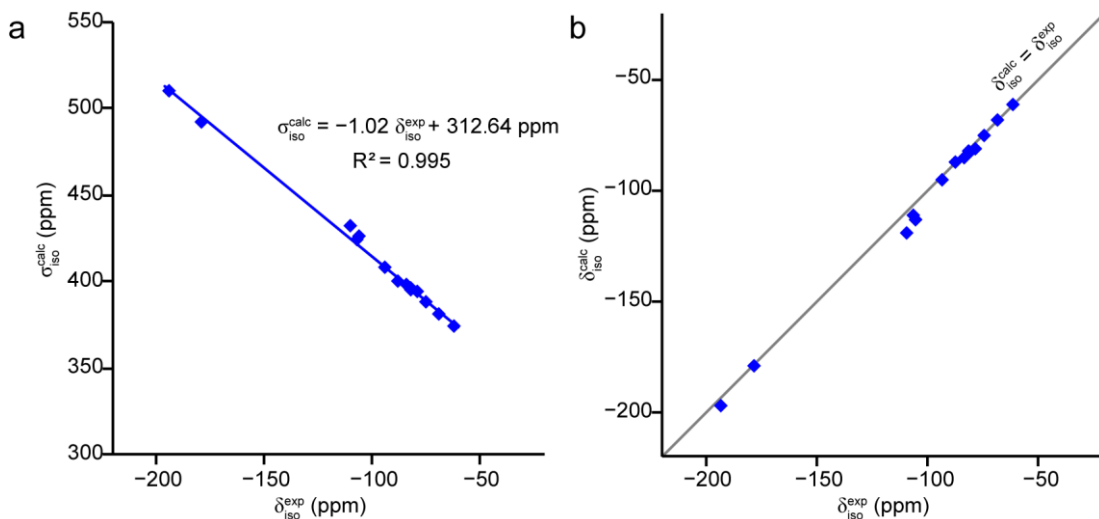 a
550
500
450
400
350
300
σ_iso^calc (ppm)
σ_iso^calc = −1.02 δ_iso^exp + 312.64 ppm
R² = 0.995
−200 −150 −100 −50
δ_iso^exp (ppm)
b
δ_iso^calc = δ_iso^exp
−50
−100
−150
−200
δ_iso^calc (ppm)
−200 −150 −100 −50
δ_iso^exp (ppm)